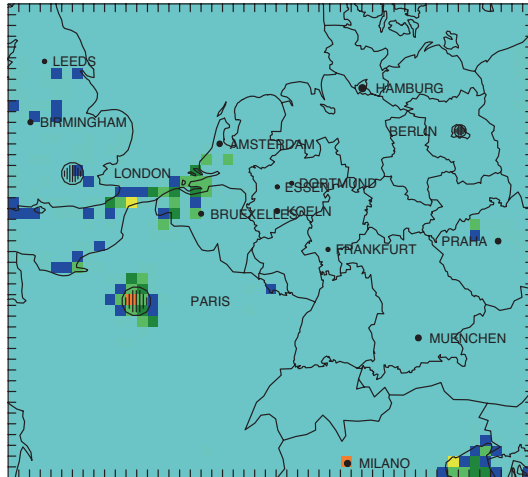 LEEDS
HAMBURG
BIRMINGHAM
BERLIN
AMSTERDAM
LONDON
DORTMUND
ESSEN
BRUEXELLES
KOELN
PRAHA
FRANKFURT
PARIS
MUENCHEN
MILANO